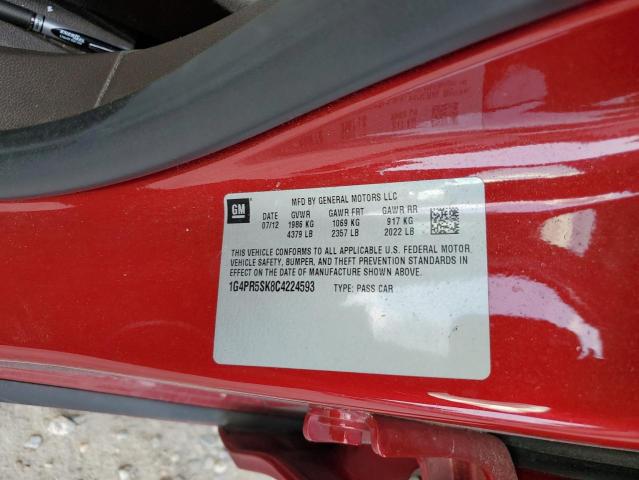 MFD BY GENERAL MOTORS LLC
GM
DATE GVWR GAWR FRT GAWR RR
07/12 1986 KG 1069 KG 917 KG
4379 LB 2357 LB 2022 LB
THIS VEHICLE CONFORMS TO ALL APPLICABLE U.S. FEDERAL MOTOR
VEHICLE SAFETY, BUMPER, AND THEFT PREVENTION STANDARDS IN
EFFECT ON THE DATE OF MANUFACTURE SHOWN ABOVE.
1G4PR5SK8C4224593 TYPE: PASS CAR